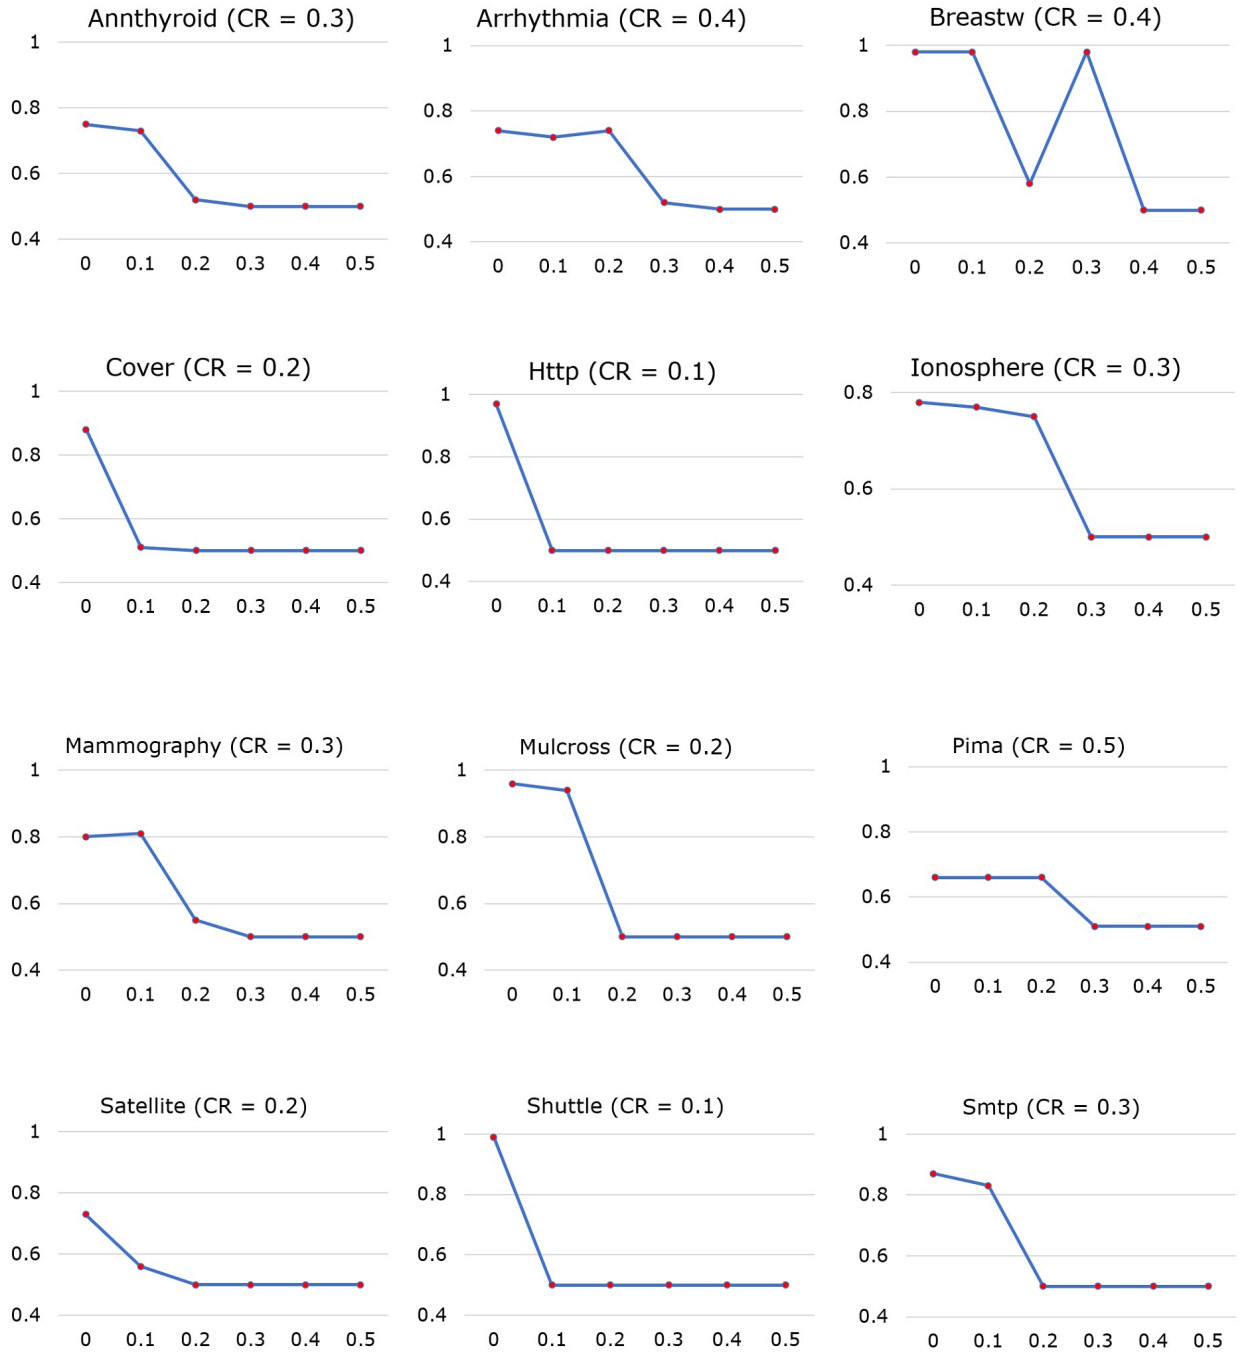 Annthyroid (CR = 0.3)
1
0.8
0.6
0.4
0 0.1 0.2 0.3 0.4 0.5
Arrhythmia (CR = 0.4)
1
0.8
0.6
0.4
0 0.1 0.2 0.3 0.4 0.5
Breastw (CR = 0.4)
1
0.8
0.6
0.4
0 0.1 0.2 0.3 0.4 0.5
Cover (CR = 0.2)
1
0.8
0.6
0.4
0 0.1 0.2 0.3 0.4 0.5
Http (CR = 0.1)
1
0.8
0.6
0.4
0 0.1 0.2 0.3 0.4 0.5
Ionosphere (CR = 0.3)
0.8
0.6
0.4
0 0.1 0.2 0.3 0.4 0.5
Mammography (CR = 0.3)
1
0.8
0.6
0.4
0 0.1 0.2 0.3 0.4 0.5
Mulcross (CR = 0.2)
1
0.8
0.6
0.4
0 0.1 0.2 0.3 0.4 0.5
Pima (CR = 0.5)
1
0.8
0.6
0.4
0 0.1 0.2 0.3 0.4 0.5
Satellite (CR = 0.2)
1
0.8
0.6
0.4
0 0.1 0.2 0.3 0.4 0.5
Shuttle (CR = 0.1)
1
0.8
0.6
0.4
0 0.1 0.2 0.3 0.4 0.5
Smtp (CR = 0.3)
1
0.8
0.6
0.4
0 0.1 0.2 0.3 0.4 0.5